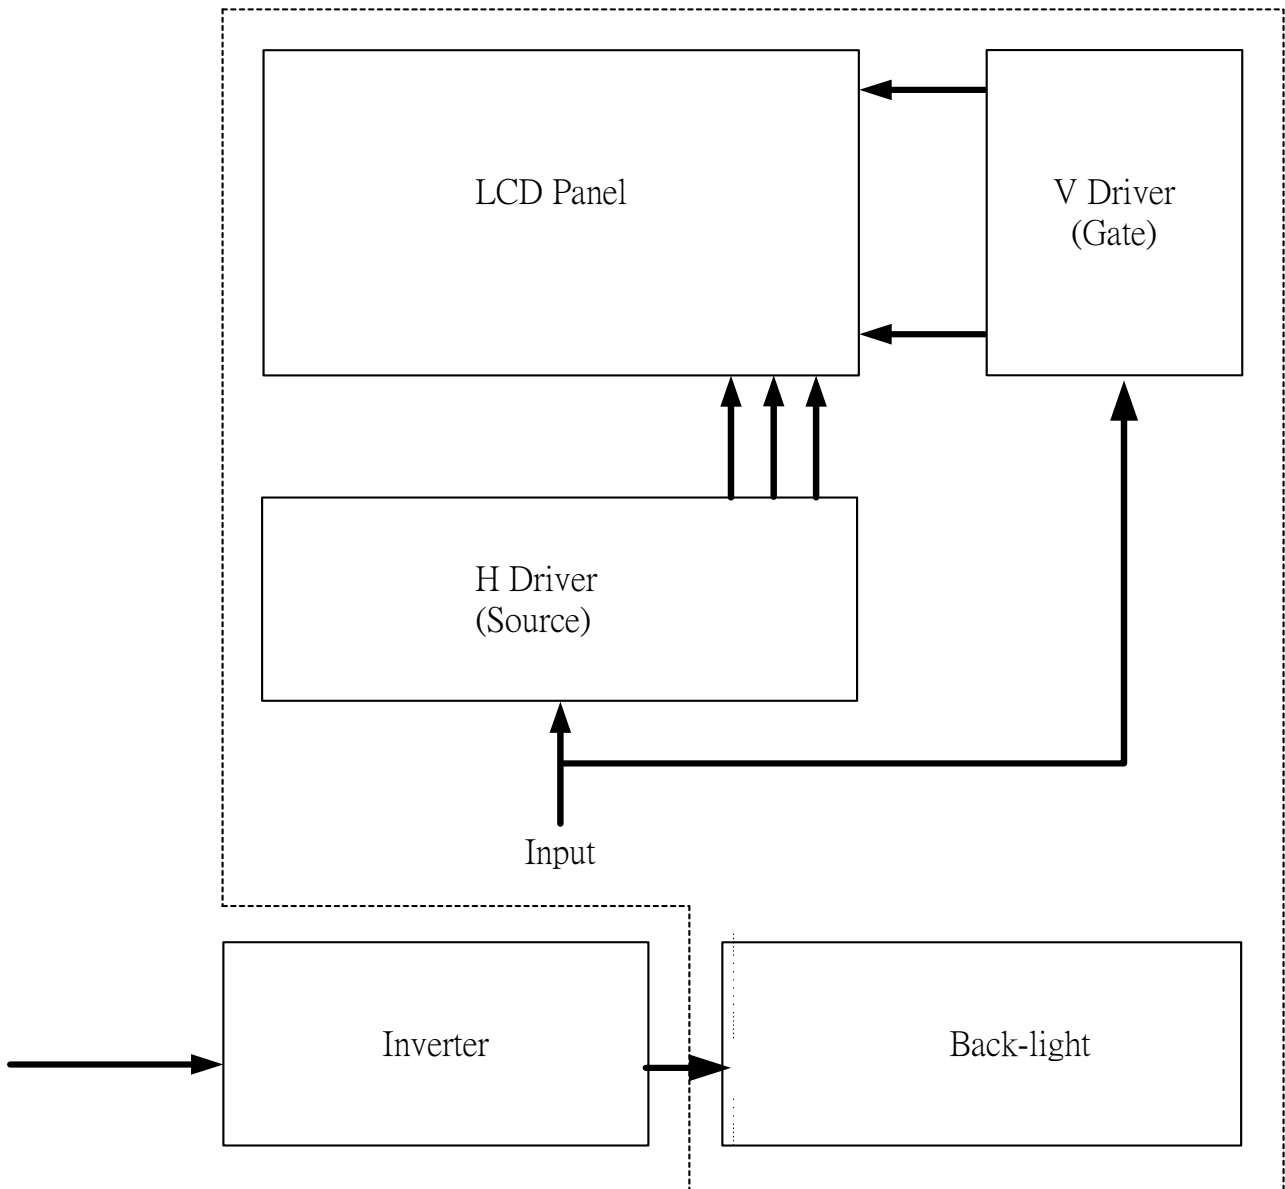 LCD Panel
V Driver
(Gate)
H Driver
(Source)
Input
Inverter
Back-light